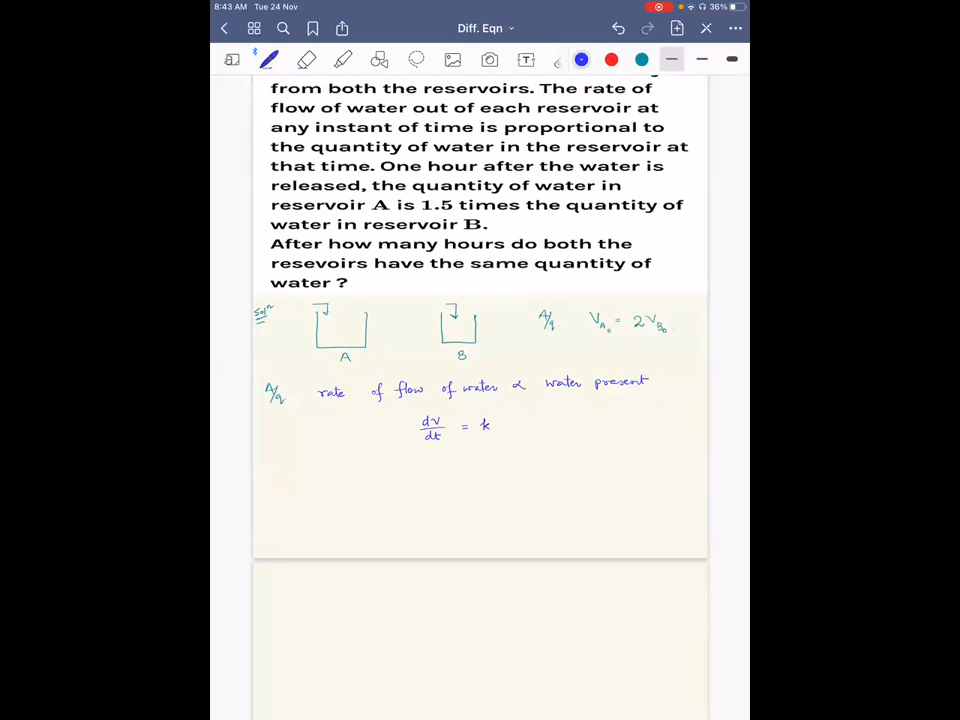 8:43 AM Tue 24 Nov 36%
Diff. Eqn
T
from both the reservoirs. The rate of
flow of water out of each reservoir at
any instant of time is proportional to
the quantity of water in the reservoir at
that time. One hour after the water is
released, the quantity of water in
reservoir A is 1.5 times the quantity of
water in reservoir B.
After how many hours do both the
resevoirs have the same quantity of
water ?
Solⁿ A/q V_A₀ = 2V_B₀
A B
A/q rate of flow of water ∝ water present
dv/dt = k